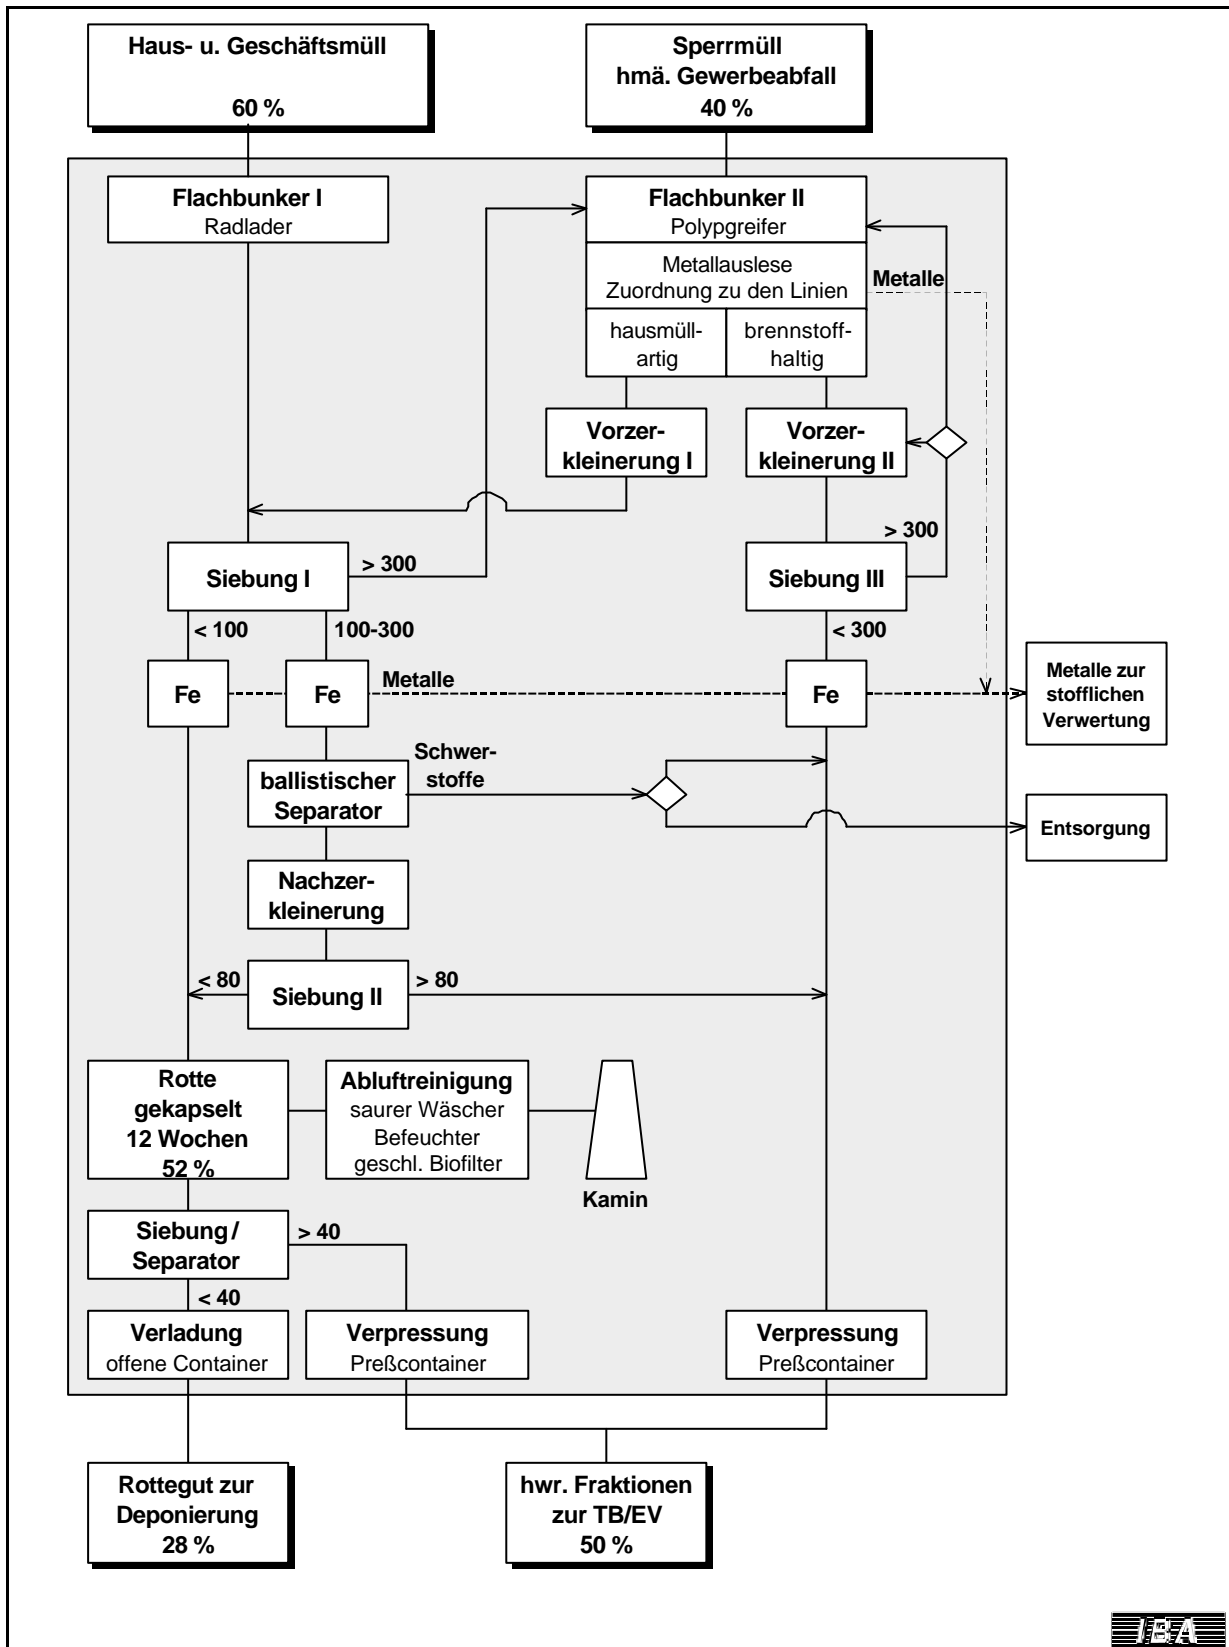 Haus- u. Geschäftsmüll
60 %
Sperrmüll
hmä. Gewerbeabfall
40 %
Flachbunker I
Radlader
Flachbunker II
Polypgreifer
Metallauslese
Zuordnung zu den Linien
Metalle
hausmüll-
artig
brennstoff-
haltig
Vorzer-
kleinerung I
Vorzer-
kleinerung II
Siebung I
> 300
Siebung III
> 300
< 100
100-300
< 300
Fe
Fe
Metalle
Fe
Metalle zur
stofflichen
Verwertung
ballistischer
Separator
Schwer-
stoffe
Entsorgung
Nachzer-
kleinerung
< 80
Siebung II
> 80
Rotte
gekapselt
12 Wochen
52 %
Abluftreinigung
saurer Wäscher
Befeuchter
geschl. Biofilter
Kamin
Siebung /
Separator
> 40
< 40
Verladung
offene Container
Verpressung
Preßcontainer
Verpressung
Preßcontainer
Rottegut zur
Deponierung
28 %
hwr. Fraktionen
zur TB/EV
50 %
IBA